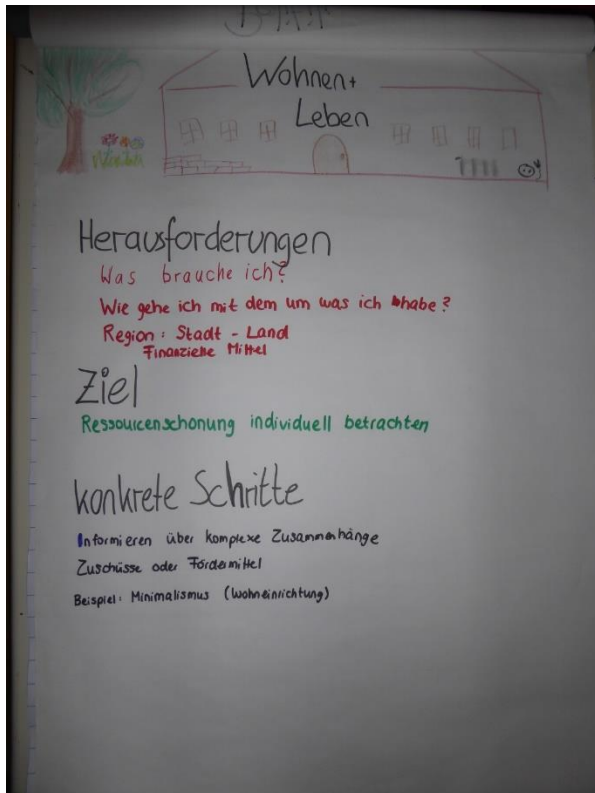 Wohnen+
Leben
Herausforderungen
Was brauche ich?
Wie gehe ich mit dem um was ich habe?
Region: Stadt - Land
Finanzielle Mittel
Ziel
Ressourcenschonung individuell betrachten
konkrete Schritte
Informieren über komplexe Zusammenhänge
Zuschüsse oder Fördermittel
Beispiel: Minimalismus (Wohneinrichtung)